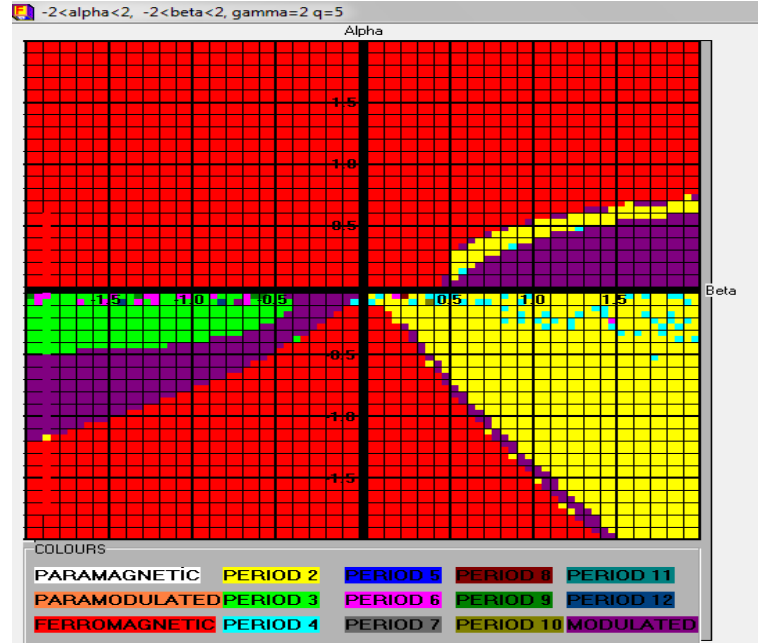 -2<alpha<2, -2<beta<2, gamma=2 q=5
Alpha
1.5
1.0
0.5
-1.5 -1.0 -0.5 0.5 1.0 1.5 Beta
-0.5
-1.0
-1.5
COLOURS
PARAMAGNETİC PERIOD 2 PERIOD 5 PERIOD 8 PERIOD 11
PARAMODULATED PERIOD 3 PERIOD 6 PERIOD 9 PERIOD 12
FERROMAGNETIC PERIOD 4 PERIOD 7 PERIOD 10 MODULATED